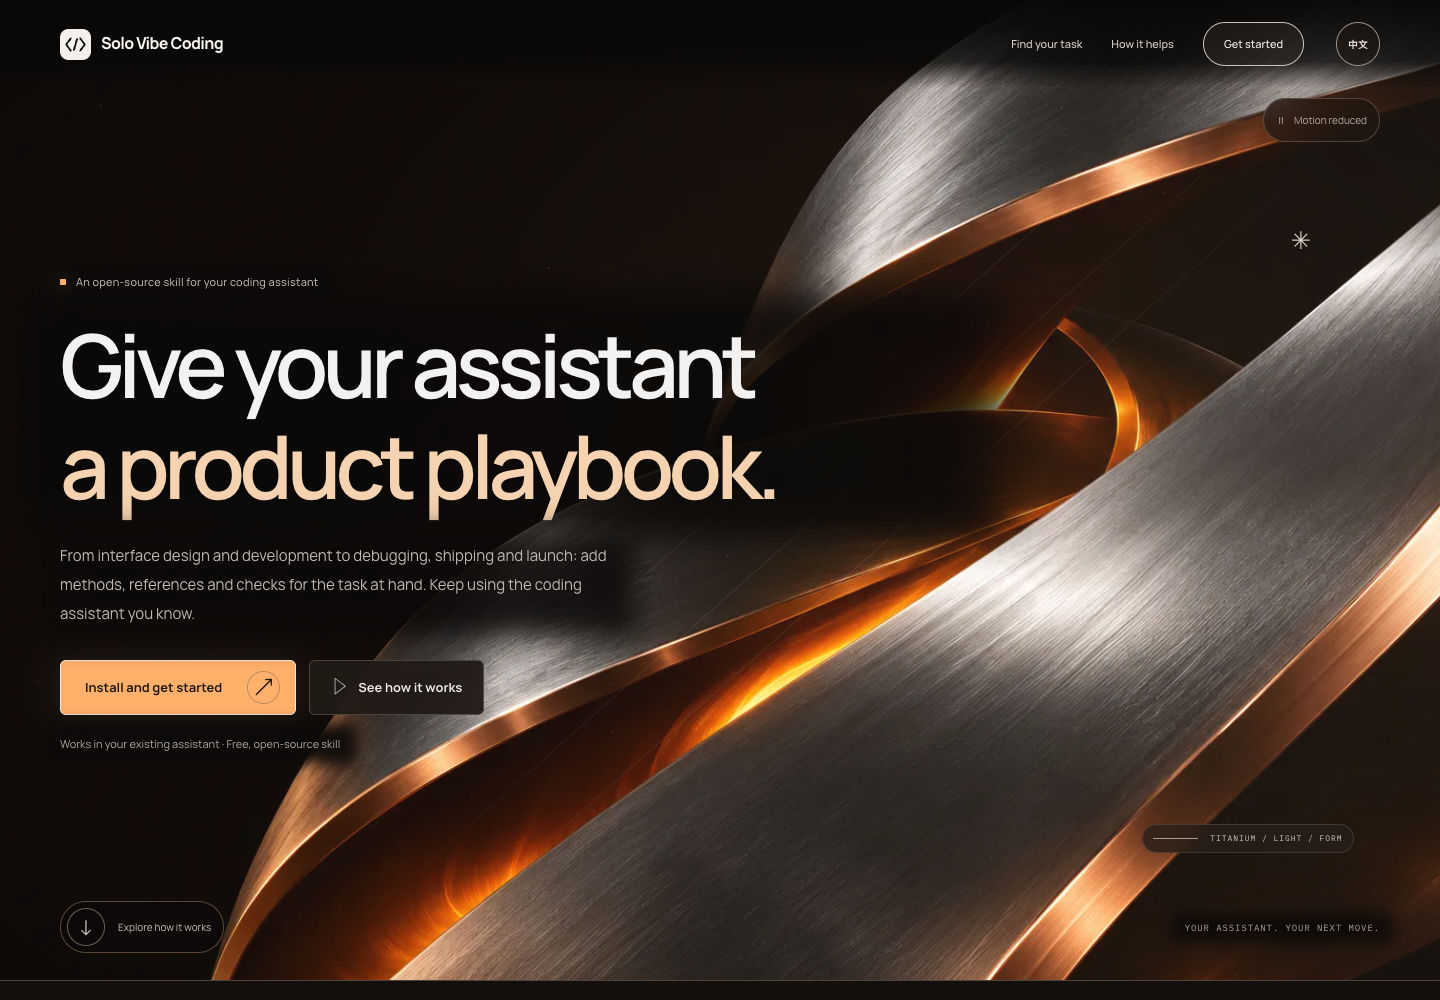 Solo Vibe Coding
Find your task
How it helps
Get started
中文
Motion reduced
An open-source skill for your coding assistant
Give your assistant
a product playbook.
From interface design and development to debugging, shipping and launch: add
methods, references and checks for the task at hand. Keep using the coding
assistant you know.
Install and get started
See how it works
Works in your existing assistant · Free, open-source skill
TITANIUM / LIGHT / FORM
Explore how it works
YOUR ASSISTANT. YOUR NEXT MOVE.